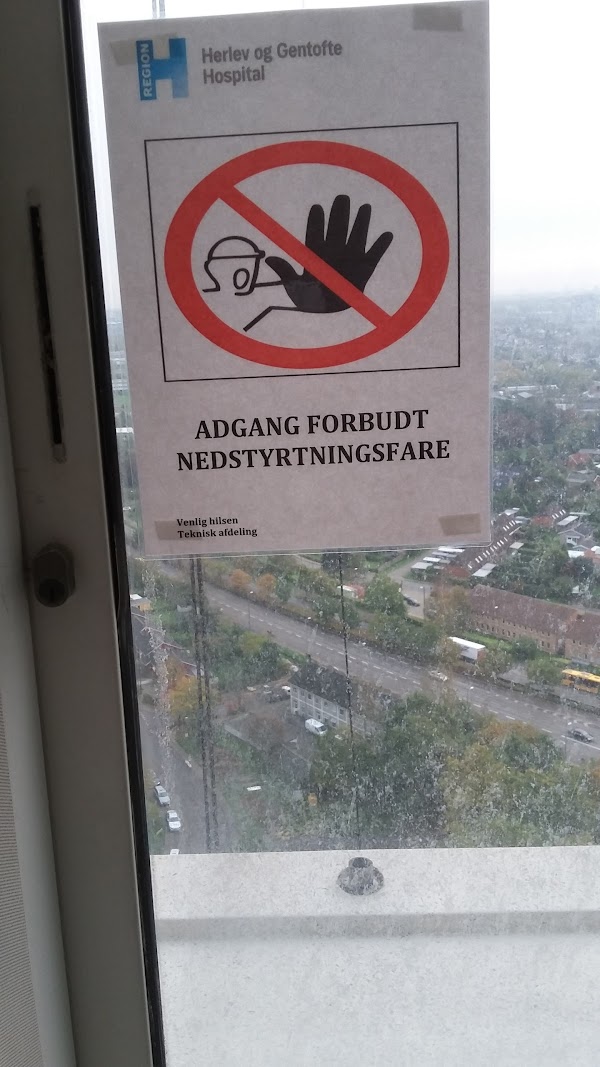 REGION H
Herlev og Gentofte
Hospital
ADGANG FORBUDT
NEDSTYRTNINGSFARE
Venlig hilsen
Teknisk afdeling